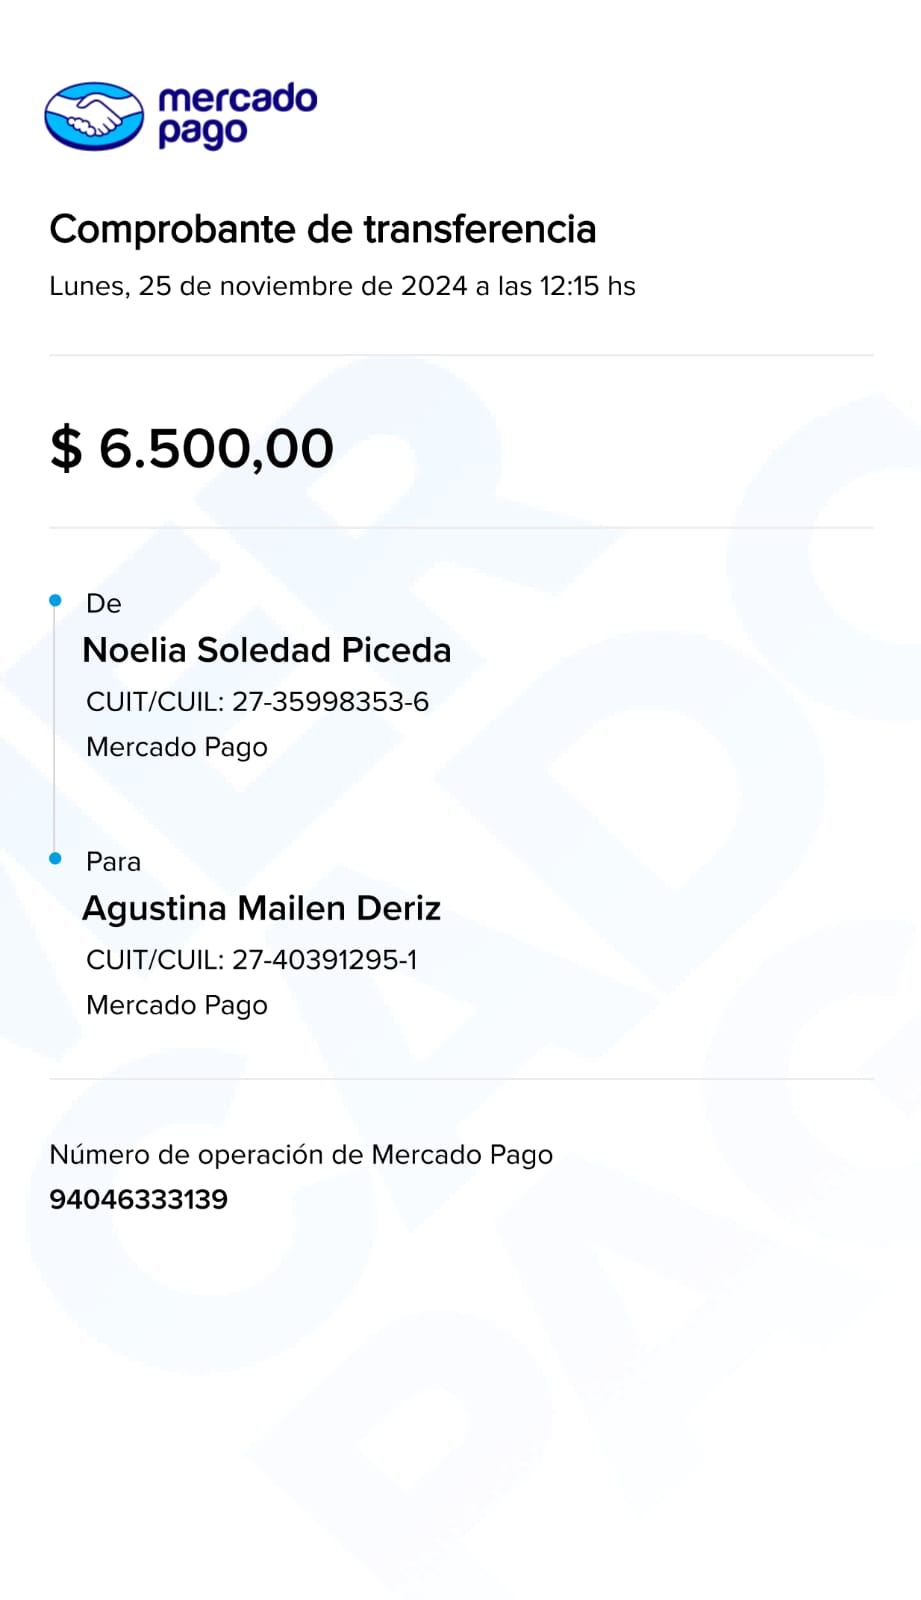 mercado
pago
Comprobante de transferencia
Lunes, 25 de noviembre de 2024 a las 12:15 hs
$ 6.500,00
De
Noelia Soledad Piceda
CUIT/CUIL: 27-35998353-6
Mercado Pago
Para
Agustina Mailen Deriz
CUIT/CUIL: 27-40391295-1
Mercado Pago
Número de operación de Mercado Pago
94046333139
MERCADO
PAGO